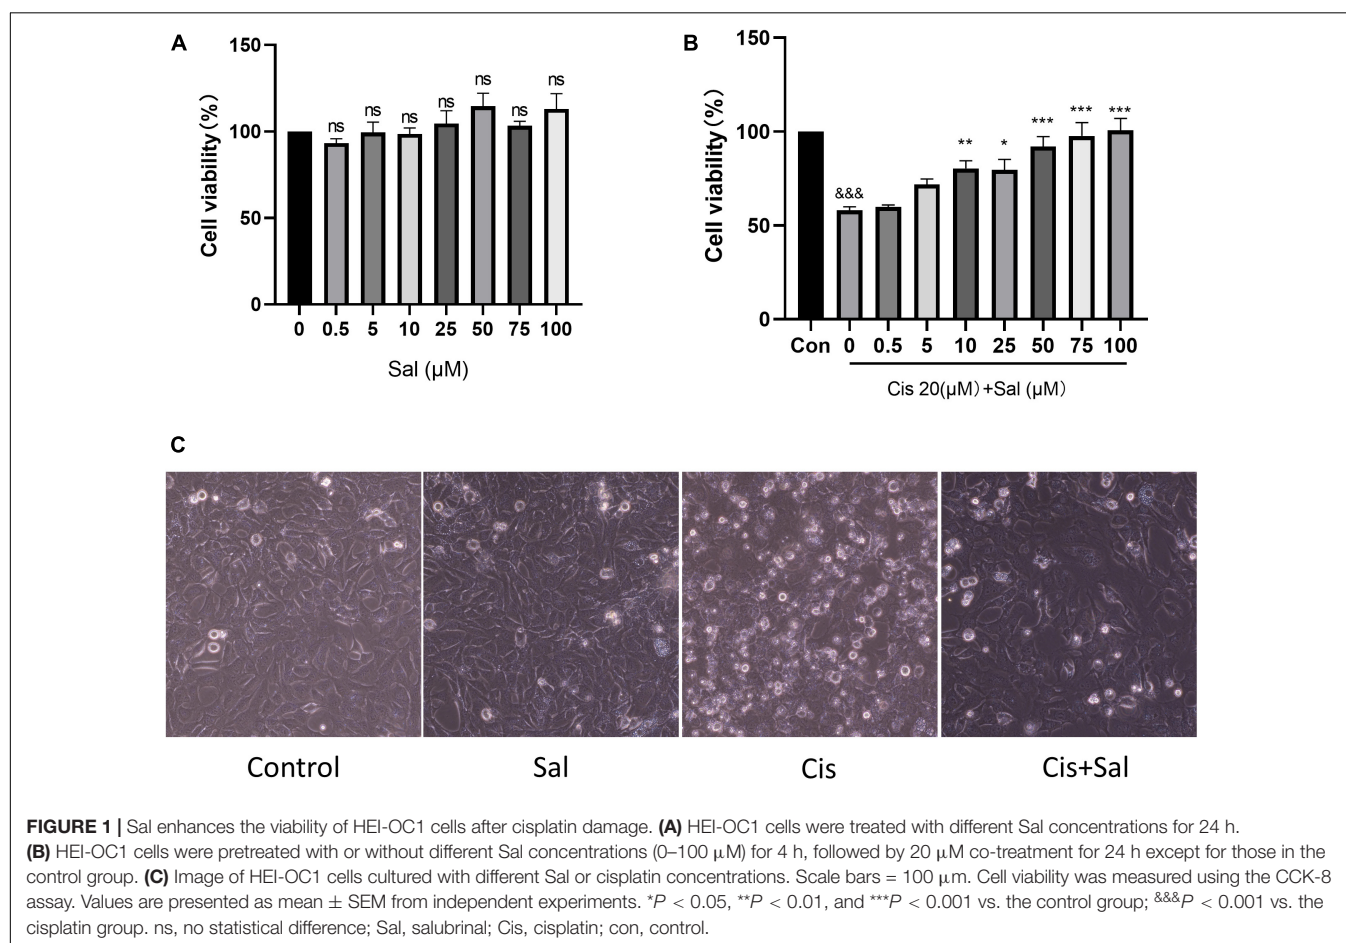 A
150
100
50
0
Cell viability(%)
ns
ns
ns
ns
ns
ns
ns
0 0.5 5 10 25 50 75 100
Sal (µM)
B
150
100
50
0
Cell viability(%)
&&&
**
*
***
***
***
Con 0 0.5 5 10 25 50 75 100
Cis 20(µM)+Sal (µM)
C
Control Sal Cis Cis+Sal
FIGURE 1 | Sal enhances the viability of HEI-OC1 cells after cisplatin damage. (A) HEI-OC1 cells were treated with different Sal concentrations for 24 h.
(B) HEI-OC1 cells were pretreated with or without different Sal concentrations (0–100 µM) for 4 h, followed by 20 µM co-treatment for 24 h except for those in the
control group. (C) Image of HEI-OC1 cells cultured with different Sal or cisplatin concentrations. Scale bars = 100 µm. Cell viability was measured using the CCK-8
assay. Values are presented as mean ± SEM from independent experiments. *P < 0.05, **P < 0.01, and ***P < 0.001 vs. the control group; &&&P < 0.001 vs. the
cisplatin group. ns, no statistical difference; Sal, salubrinal; Cis, cisplatin; con, control.